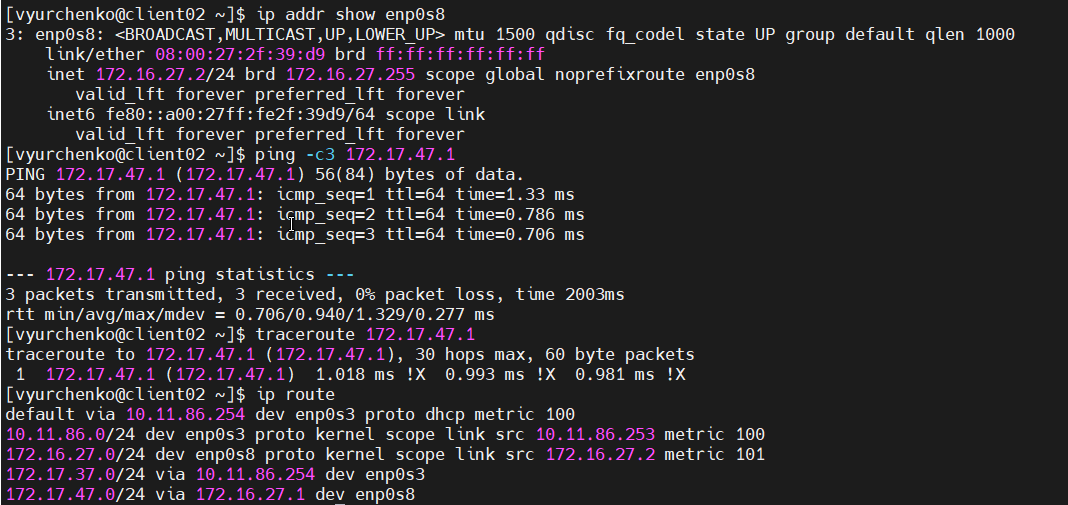 [vyurchenko@client02 ~]$ ip addr show enp0s8
3: enp0s8: <BROADCAST,MULTICAST,UP,LOWER_UP> mtu 1500 qdisc fq_codel state UP group default qlen 1000
    link/ether 08:00:27:2f:39:d9 brd ff:ff:ff:ff:ff:ff
    inet 172.16.27.2/24 brd 172.16.27.255 scope global noprefixroute enp0s8
       valid_lft forever preferred_lft forever
    inet6 fe80::a00:27ff:fe2f:39d9/64 scope link
       valid_lft forever preferred_lft forever
[vyurchenko@client02 ~]$ ping -c3 172.17.47.1
PING 172.17.47.1 (172.17.47.1) 56(84) bytes of data.
64 bytes from 172.17.47.1: icmp_seq=1 ttl=64 time=1.33 ms
64 bytes from 172.17.47.1: icmp_seq=2 ttl=64 time=0.786 ms
64 bytes from 172.17.47.1: icmp_seq=3 ttl=64 time=0.706 ms

--- 172.17.47.1 ping statistics ---
3 packets transmitted, 3 received, 0% packet loss, time 2003ms
rtt min/avg/max/mdev = 0.706/0.940/1.329/0.277 ms
[vyurchenko@client02 ~]$ traceroute 172.17.47.1
traceroute to 172.17.47.1 (172.17.47.1), 30 hops max, 60 byte packets
 1  172.17.47.1 (172.17.47.1)  1.018 ms !X  0.993 ms !X  0.981 ms !X
[vyurchenko@client02 ~]$ ip route
default via 10.11.86.254 dev enp0s3 proto dhcp metric 100
10.11.86.0/24 dev enp0s3 proto kernel scope link src 10.11.86.253 metric 100
172.16.27.0/24 dev enp0s8 proto kernel scope link src 172.16.27.2 metric 101
172.17.37.0/24 via 10.11.86.254 dev enp0s3
172.17.47.0/24 via 172.16.27.1 dev enp0s8